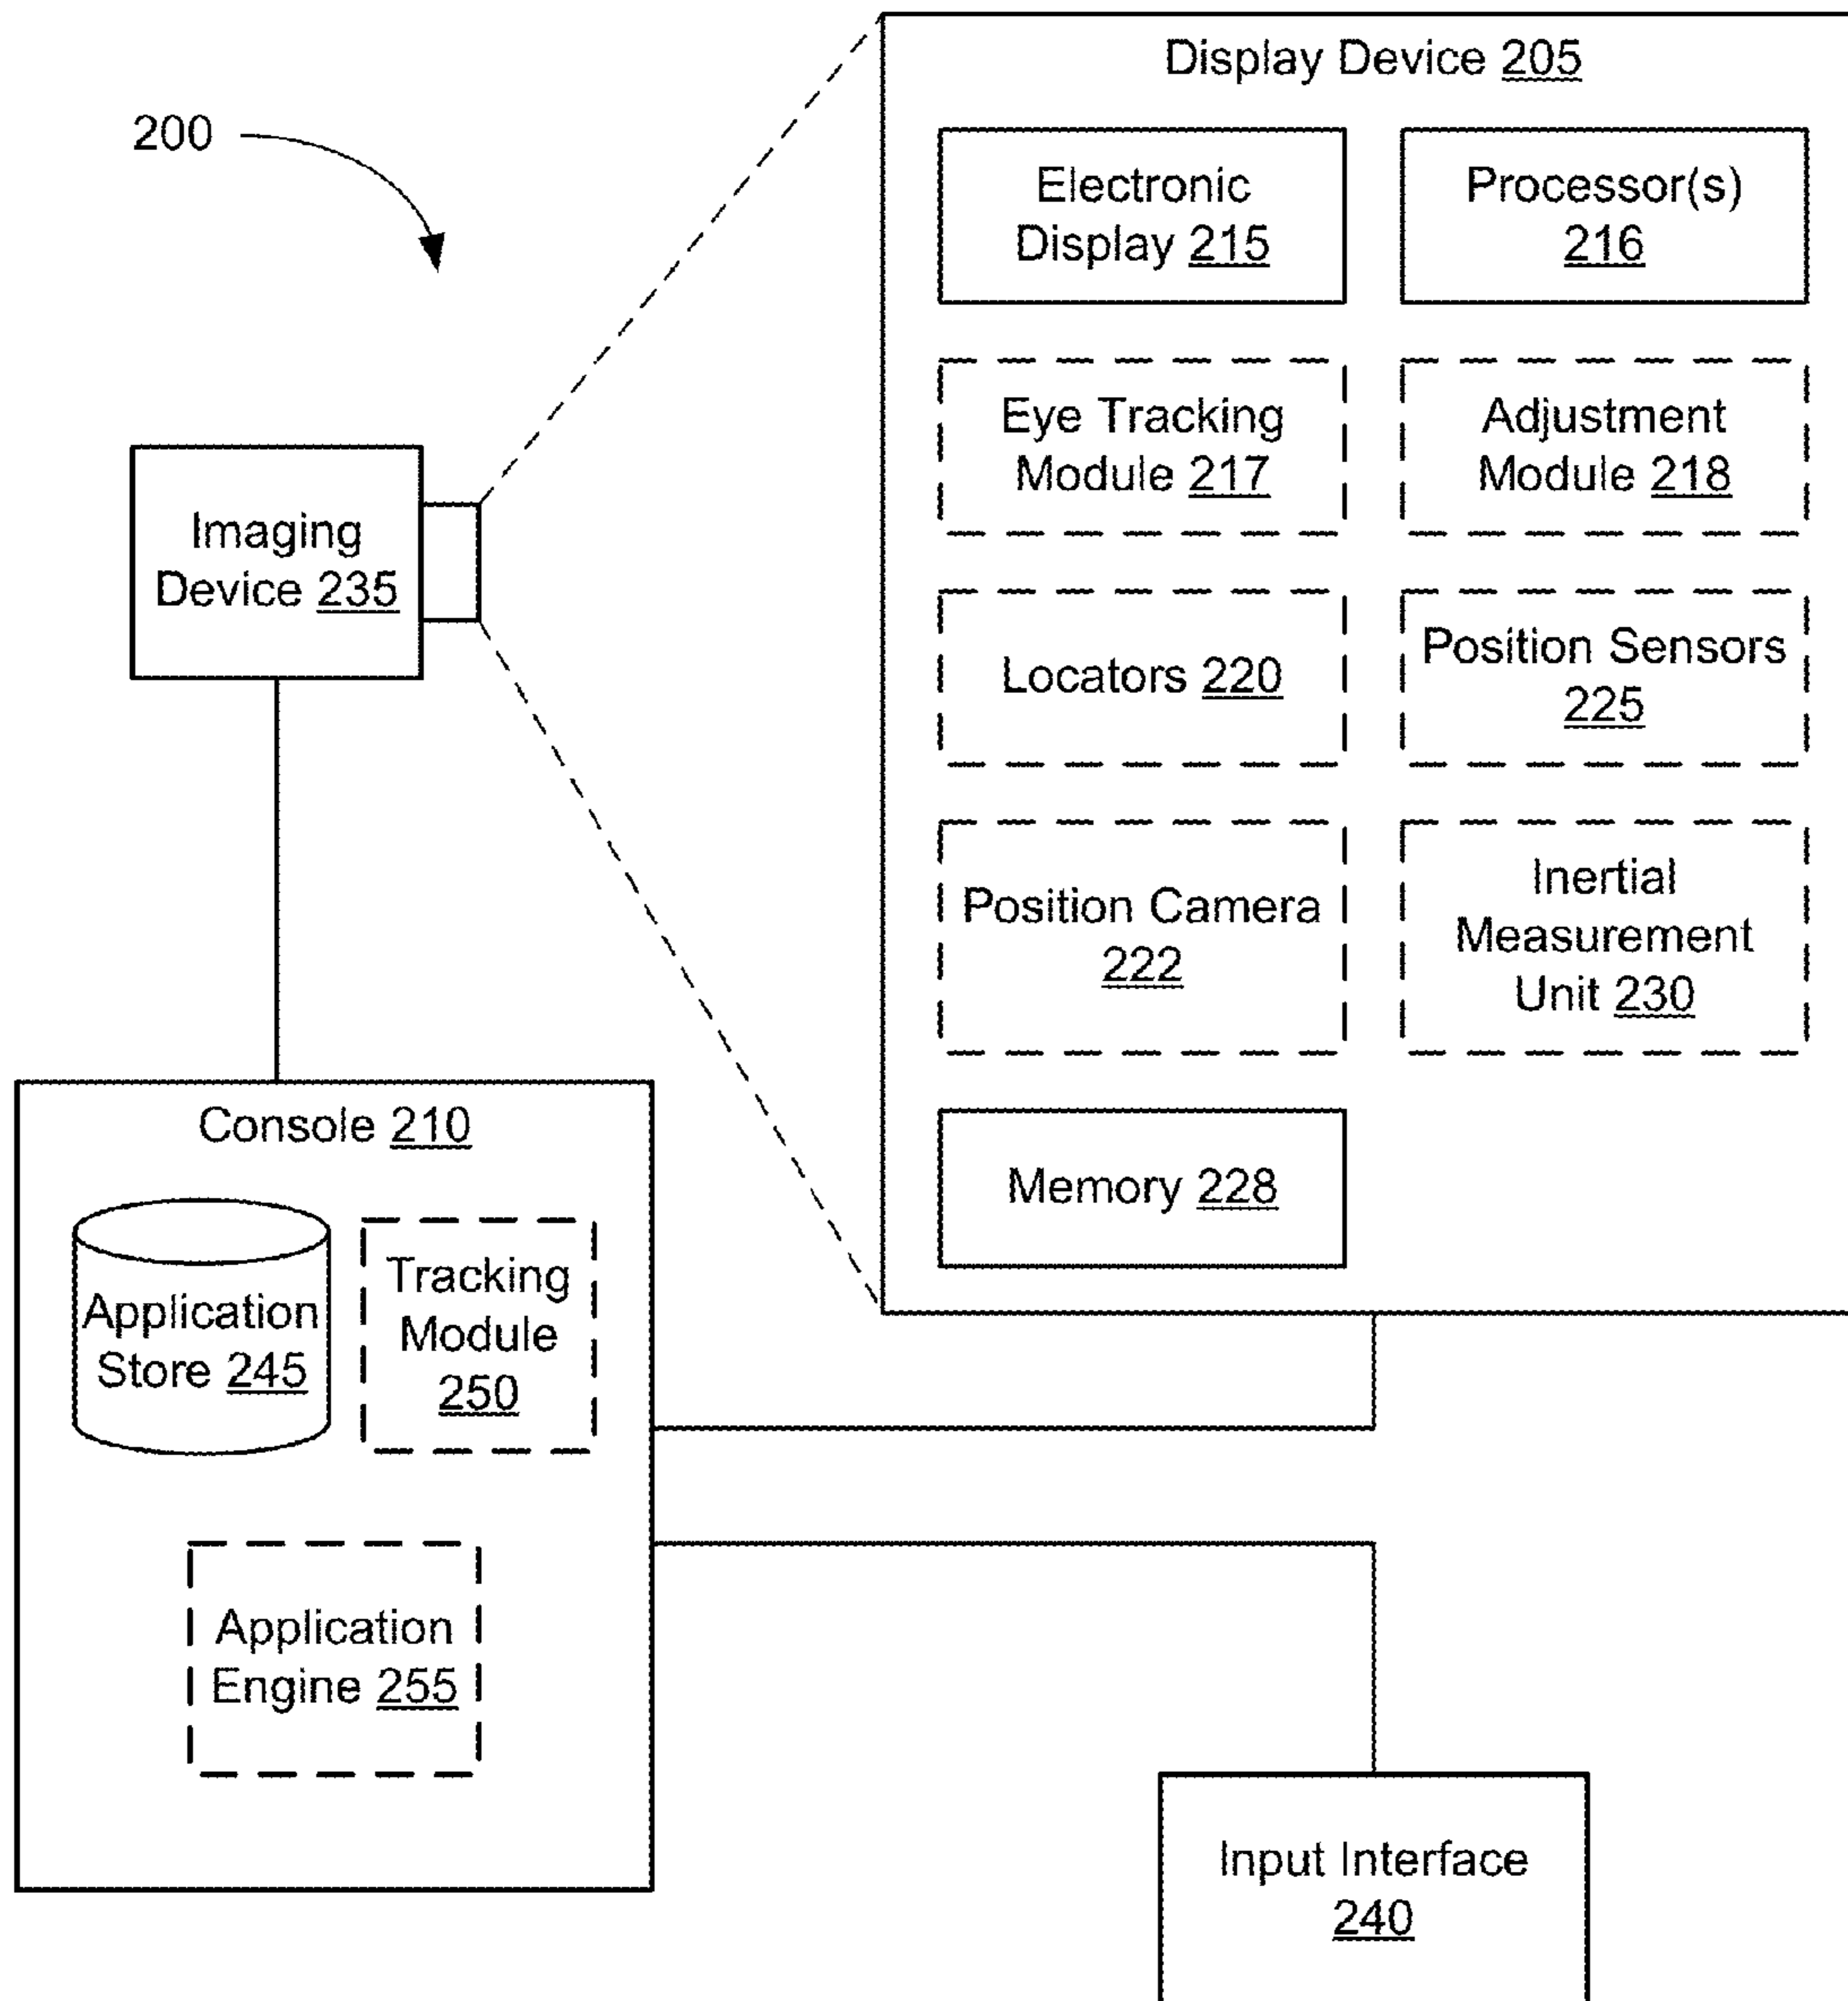 Display Device 205
200
Electronic
Display 215
Processor(s)
216
Eye Tracking
Module 217
Adjustment
Module 218
Imaging
Device 235
Locators 220
Position Sensors
225
Position Camera
222
Inertial
Measurement
Unit 230
Memory 228
Console 210
Application
Store 245
Tracking
Module
250
Application
Engine 255
Input Interface
240